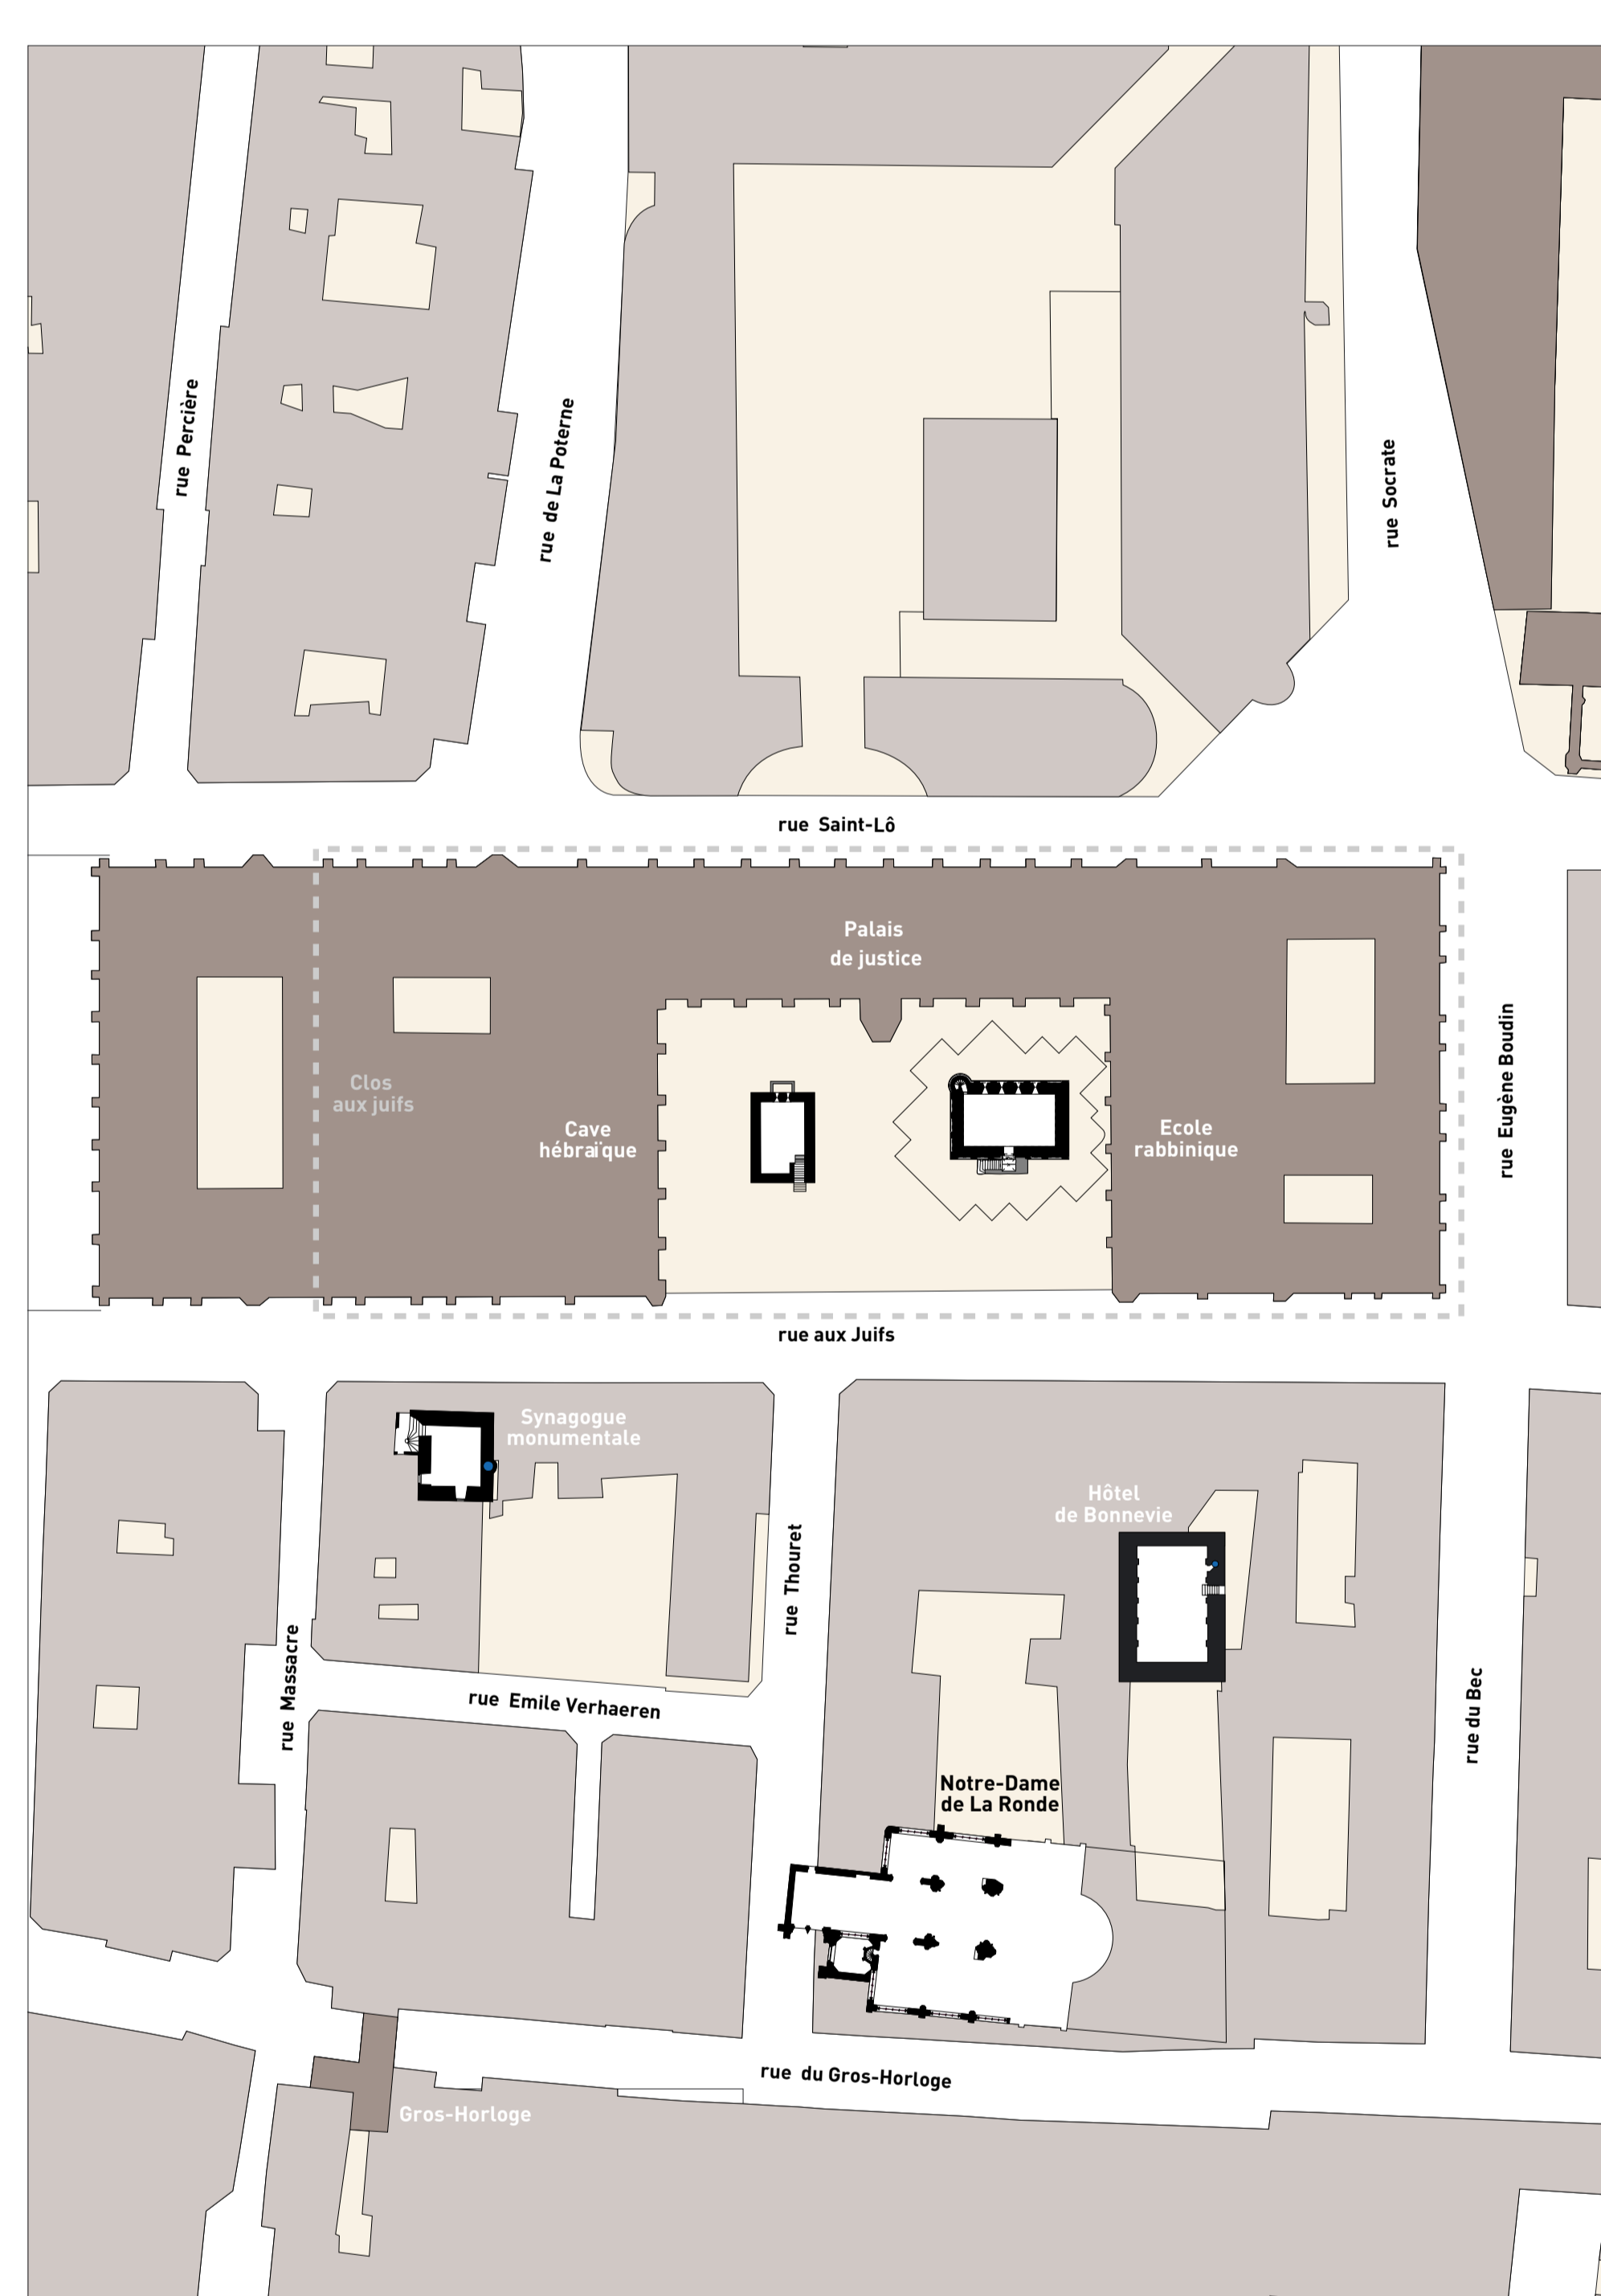 rue Percière
rue de La Poterne
rue Socrate
rue Saint-Lô
Palais
de justice
Clos
aux juifs
Cave
hébraïque
Ecole
rabbinique
rue Eugène Boudin
rue aux Juifs
Synagogue
monumentale
Hôtel
de Bonnevie
rue Thouret
rue Massacre
rue Emile Verhaeren
rue du Bec
Notre-Dame
de La Ronde
rue du Gros-Horloge
Gros-Horloge